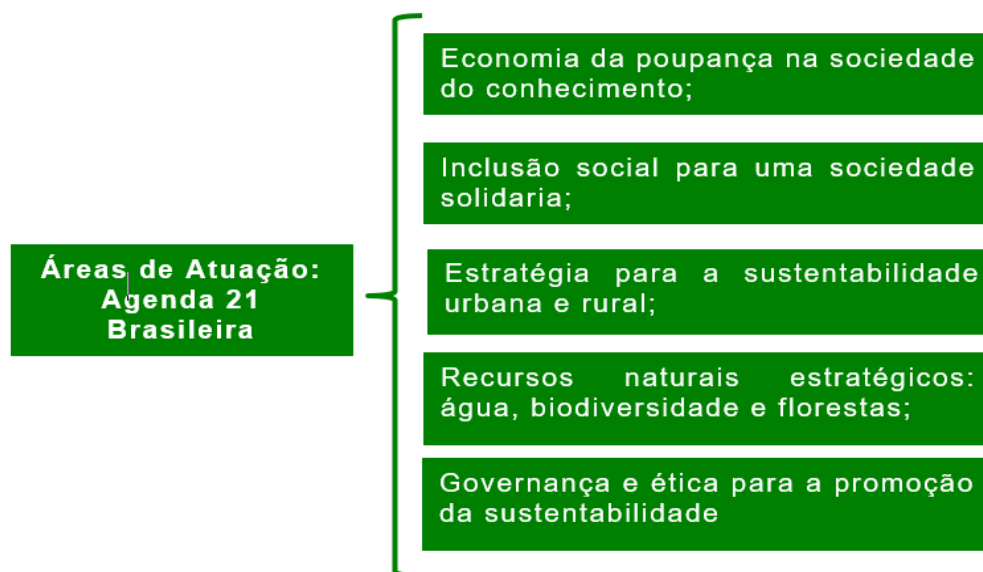 Áreas de Atuação:
Agenda 21
Brasileira
Economia da poupança na sociedade
do conhecimento;
Inclusão social para uma sociedade
solidaria;
Estratégia para a sustentabilidade
urbana e rural;
Recursos naturais estratégicos:
água, biodiversidade e florestas;
Governança e ética para a promoção
da sustentabilidade